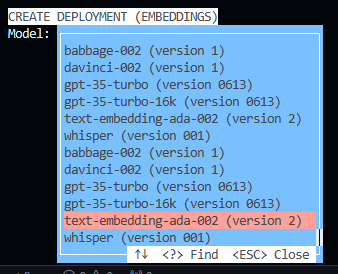 CREATE DEPLOYMENT (EMBEDDINGS)
Model:
babbage-002 (version 1)
davinci-002 (version 1)
gpt-35-turbo (version 0613)
gpt-35-turbo-16k (version 0613)
text-embedding-ada-002 (version 2)
whisper (version 001)
babbage-002 (version 1)
davinci-002 (version 1)
gpt-35-turbo (version 0613)
gpt-35-turbo-16k (version 0613)
text-embedding-ada-002 (version 2)
whisper (version 001)
↑↓ <?> Find <ESC> Close